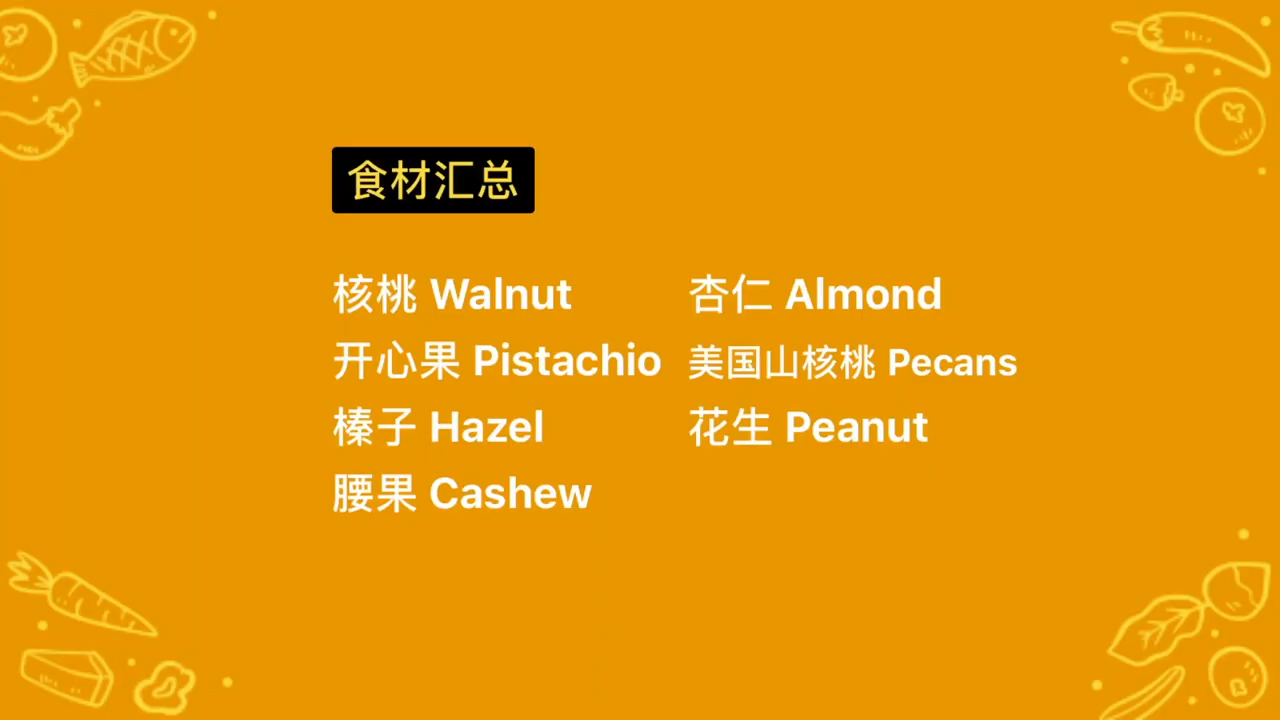 食材汇总
核桃 Walnut
杏仁 Almond
开心果 Pistachio
美国山核桃 Pecans
榛子 Hazel
花生 Peanut
腰果 Cashew